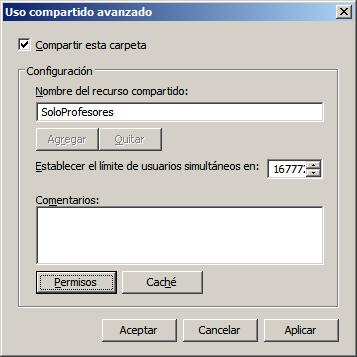 Uso compartido avanzado
Compartir esta carpeta
Configuración
Nombre del recurso compartido:
SoloProfesores
Agregar Quitar
Establecer el límite de usuarios simultáneos en: 16777
Comentarios:
Permisos Caché
Aceptar Cancelar Aplicar